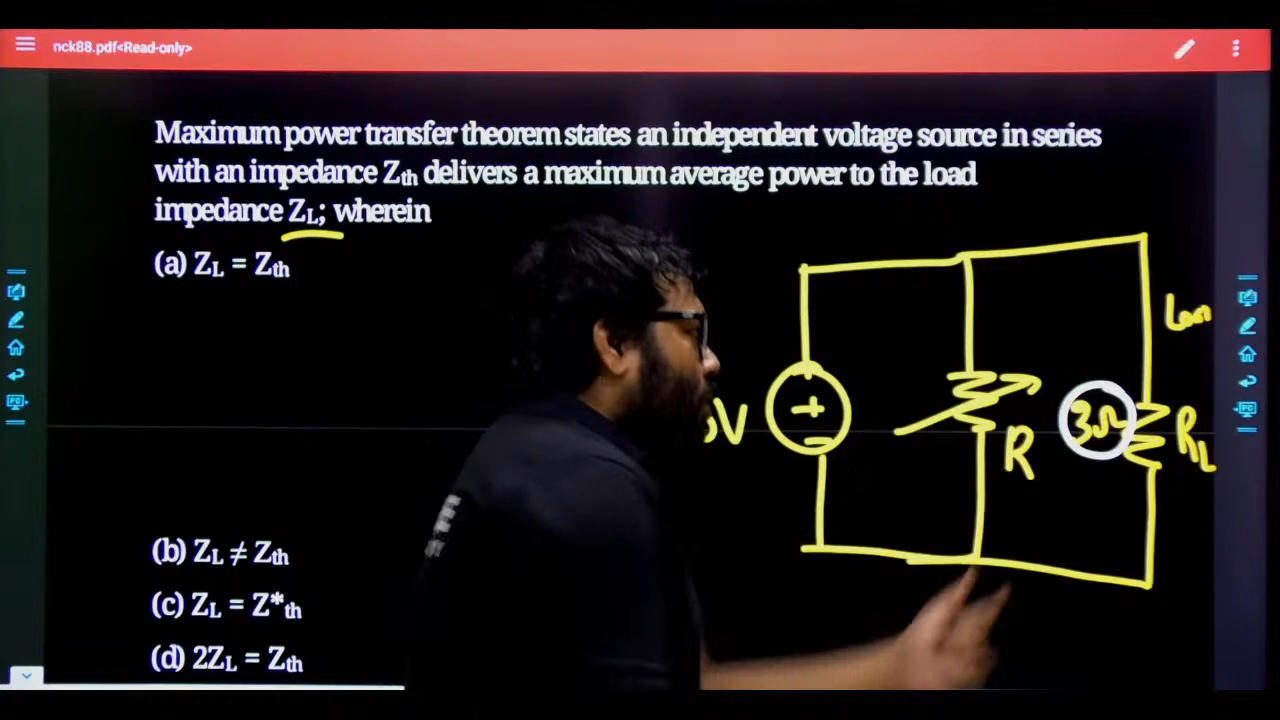 nck88.pdf<Read-only>
Maximum power transfer theorem states an independent voltage source in series
with an impedance Zth delivers a maximum average power to the load
impedance ZL; wherein
(a) ZL = Zth
V
+
−
R
3Ω
RL
(b) ZL ≠ Zth
(c) ZL = Z*th
(d) 2ZL = Zth